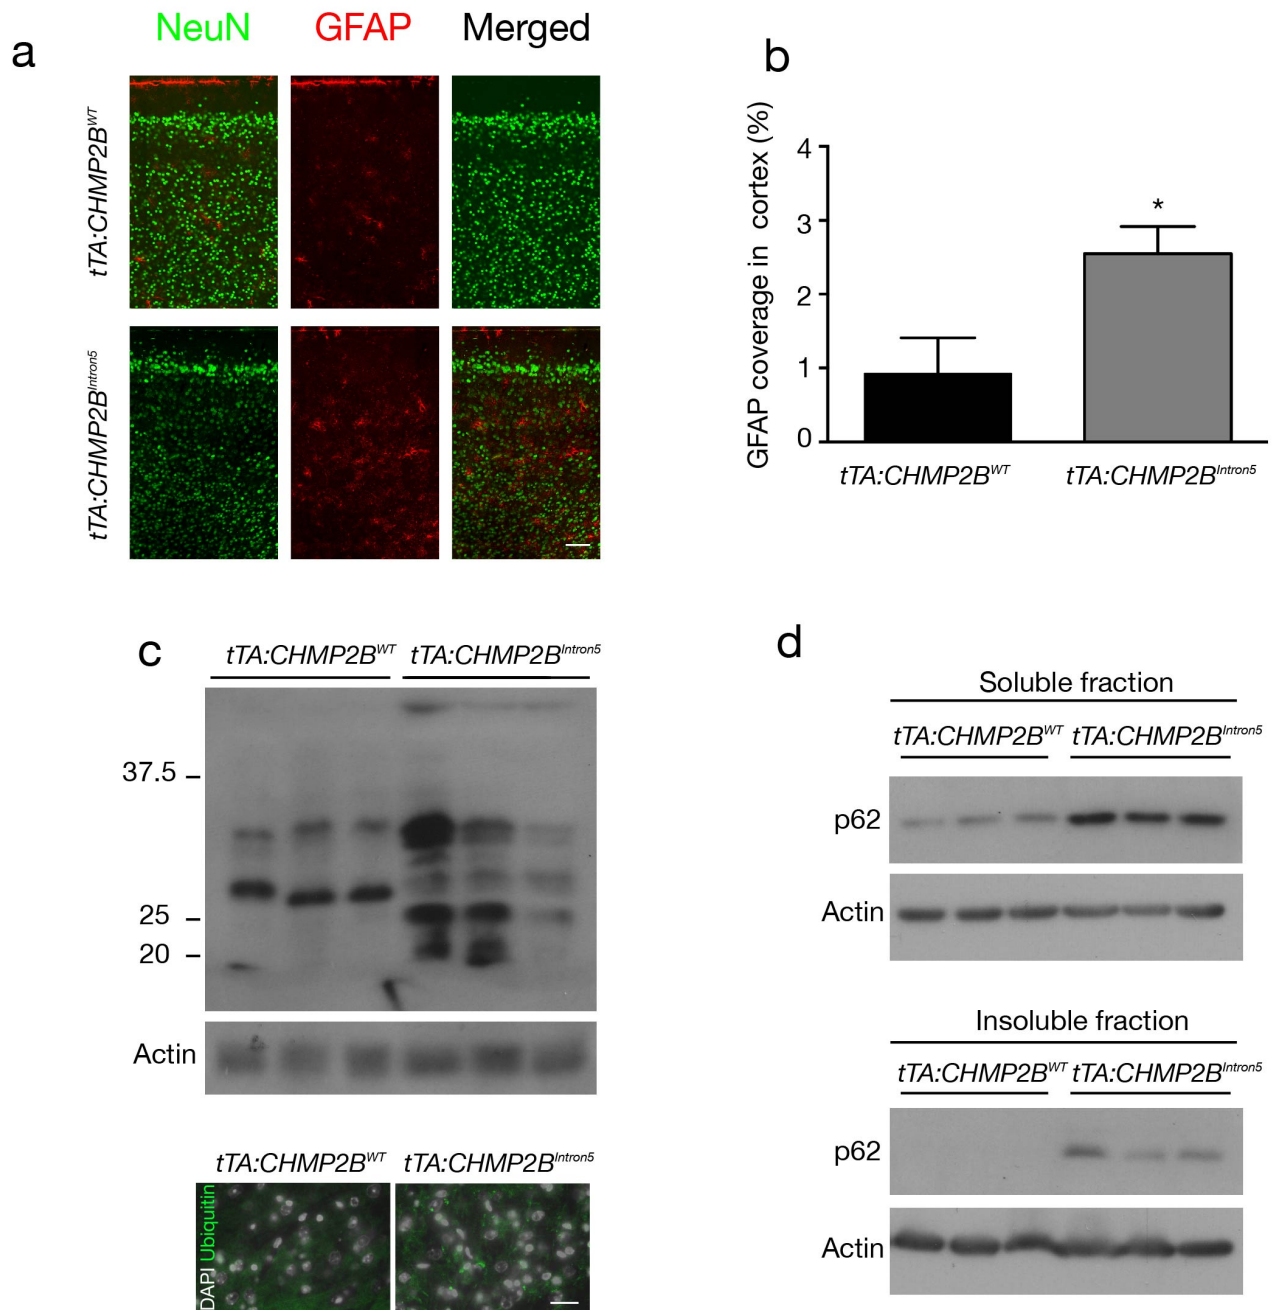 a
NeuN GFAP Merged
tTA:CHMP2B^WT
tTA:CHMP2B^Intron5
b
GFAP coverage in cortex (%)
4
3
2
1
0
*
tTA:CHMP2B^WT tTA:CHMP2B^Intron5
c
tTA:CHMP2B^WT tTA:CHMP2B^Intron5
37.5
25
20
Actin
tTA:CHMP2B^WT tTA:CHMP2B^Intron5
DAPI Ubiquitin
d
Soluble fraction
tTA:CHMP2B^WT tTA:CHMP2B^Intron5
p62
Actin
Insoluble fraction
tTA:CHMP2B^WT tTA:CHMP2B^Intron5
p62
Actin